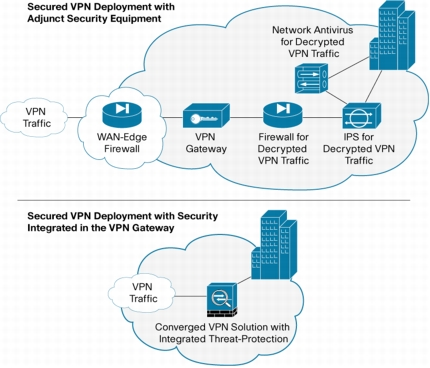 Secured VPN Deployment with
Adjunct Security Equipment
Network Antivirus
for Decrypted
VPN Traffic
VPN
Traffic
WAN-Edge
Firewall
VPN
Gateway
Firewall for
Decrypted
VPN Traffic
IPS for
Decrypted VPN
Traffic
Secured VPN Deployment with Security
Integrated in the VPN Gateway
VPN
Traffic
Converged VPN Solution with
Integrated Threat-Protection